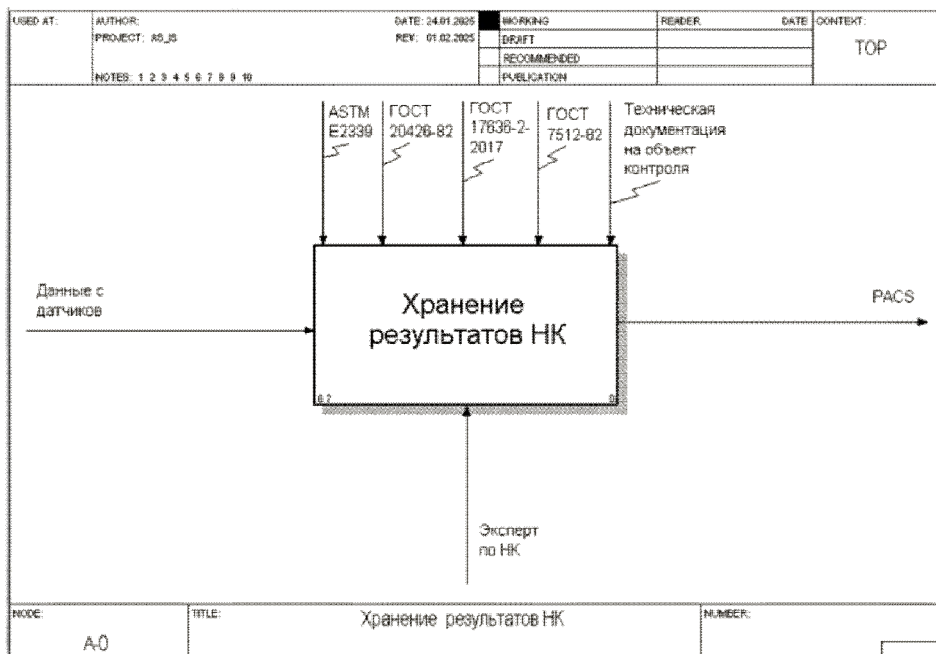 USED AT:
AUTHOR:
DATE: 24.01.2025
WORKING
READER
DATE
CONTEXT:
PROJECT: AS_IS
REV: 01.02.2025
DRAFT
TOP
RECOMMENDED
NOTES: 1 2 3 4 5 6 7 8 9 10
PUBLICATION
ASTM
E2339
ГОСТ
20426-82
ГОСТ
17636-2-
2017
ГОСТ
7512-82
Техническая
документация
на объект
контроля
Данные с
датчиков
Хранение
результатов НК
PACS
Эксперт
по НК
NODE:
A-0
TITLE:
Хранение результатов НК
NUMBER: